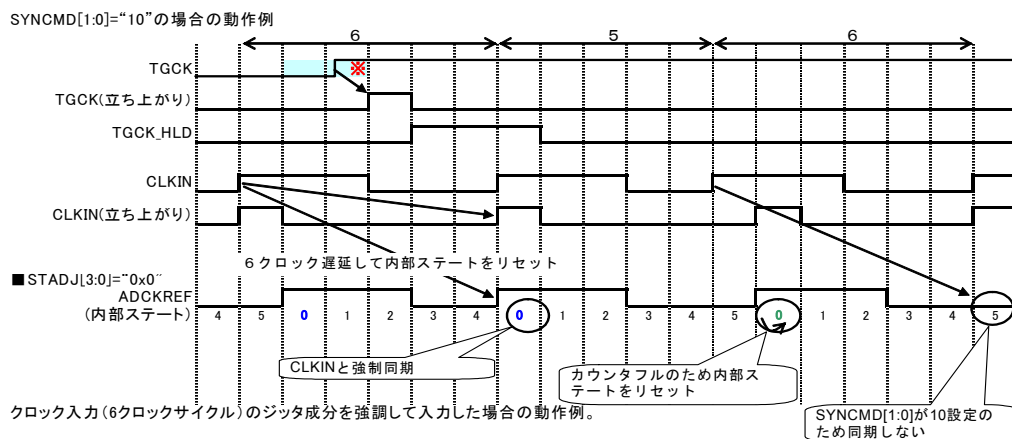 SYNCMD[1:0]="10"の場合の動作例
6 5 6
TGCK
※
TGCK(立ち上がり)
TGCK_HLD
CLKIN
CLKIN(立ち上がり)
6クロック遅延して内部ステートをリセット
■STADJ[3:0]="0x0"
ADCKREF
(内部ステート)
4 5 0 1 2 3 4 0 1 2 3 4 5 0 1 2 3 4 5
CLKINと強制同期
カウンタフルのため内部ス
テートをリセット
クロック入力(6クロックサイクル)のジッタ成分を強調して入力した場合の動作例。
SYNCMD[1:0]が10設定の
ため同期しない